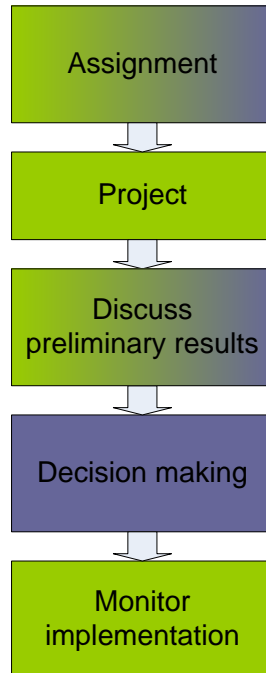 Assignment
Project
Discuss
preliminary results
Decision making
Monitor
implementation